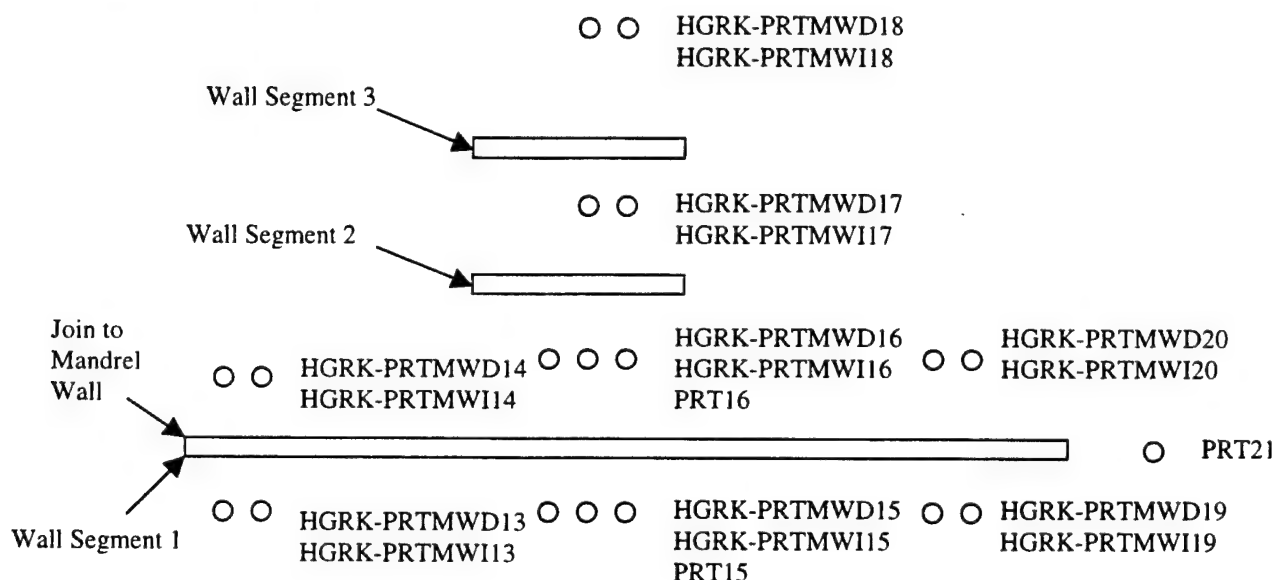 HGRK-PRTMWD18
HGRK-PRTMWI18
Wall Segment 3
HGRK-PRTMWD17
HGRK-PRTMWI17
Wall Segment 2
Join to
Mandrel
Wall
HGRK-PRTMWD14
HGRK-PRTMWI14
HGRK-PRTMWD16
HGRK-PRTMWI16
PRT16
HGRK-PRTMWD20
HGRK-PRTMWI20
PRT21
Wall Segment 1
HGRK-PRTMWD13
HGRK-PRTMWI13
HGRK-PRTMWD15
HGRK-PRTMWI15
PRT15
HGRK-PRTMWD19
HGRK-PRTMWI19